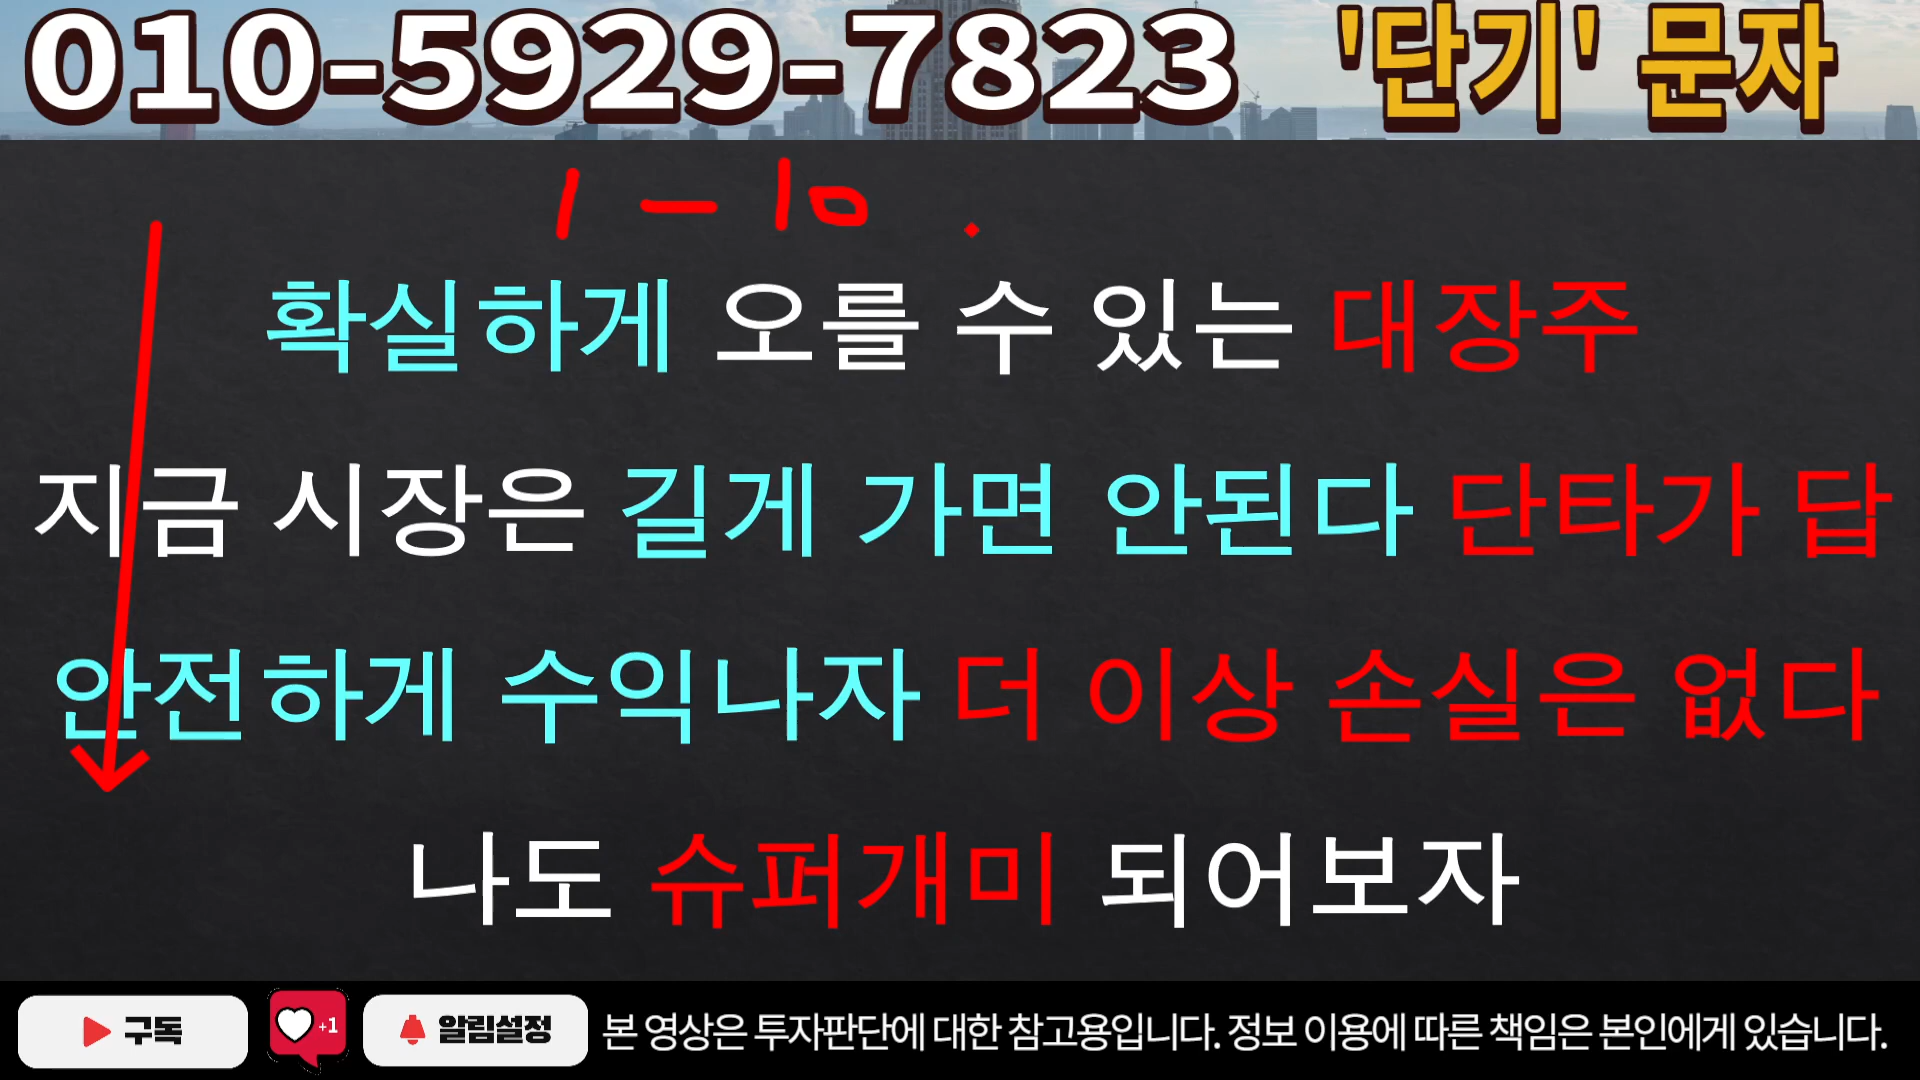 010-5929-7823 '단기' 문자
1 - 10 .
확실하게 오를 수 있는 대장주
지금 시장은 길게 가면 안된다 단타가 답
안전하게 수익나자 더 이상 손실은 없다
나도 슈퍼개미 되어보자
구독 +1 알림설정 본 영상은 투자판단에 대한 참고용입니다. 정보 이용에 따른 책임은 본인에게 있습니다.